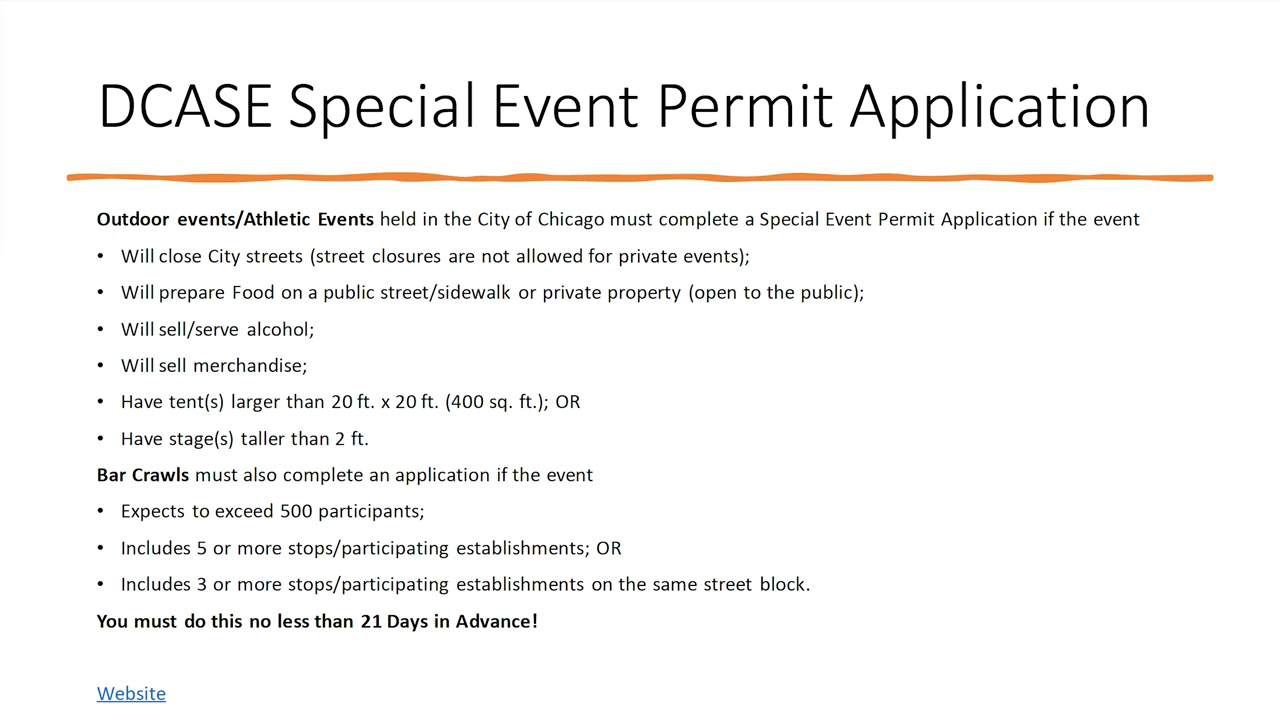 DCASE Special Event Permit Application
Outdoor events/Athletic Events held in the City of Chicago must complete a Special Event Permit Application if the event
• Will close City streets (street closures are not allowed for private events);
• Will prepare Food on a public street/sidewalk or private property (open to the public);
• Will sell/serve alcohol;
• Will sell merchandise;
• Have tent(s) larger than 20 ft. x 20 ft. (400 sq. ft.); OR
• Have stage(s) taller than 2 ft.
Bar Crawls must also complete an application if the event
• Expects to exceed 500 participants;
• Includes 5 or more stops/participating establishments; OR
• Includes 3 or more stops/participating establishments on the same street block.
You must do this no less than 21 Days in Advance!
Website